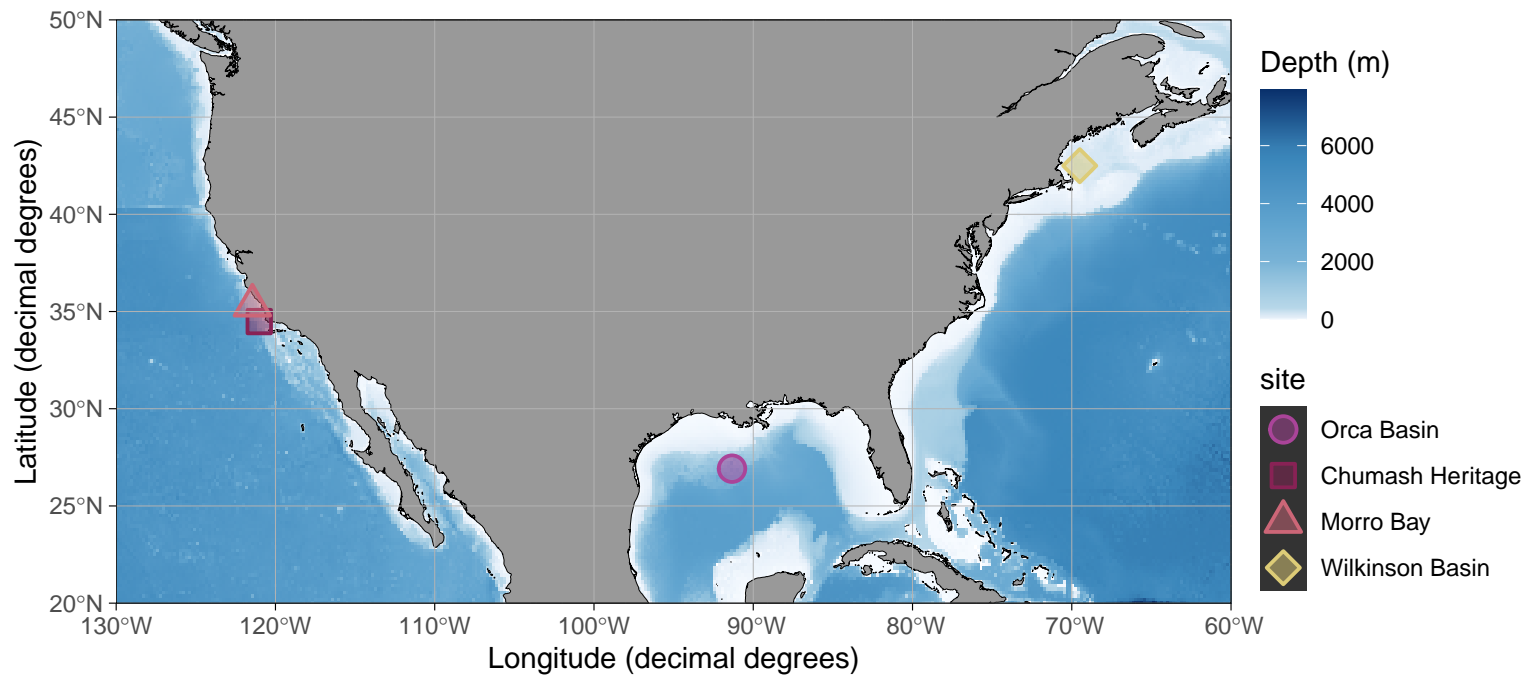 50°N
45°N
40°N
35°N
30°N
25°N
20°N
Latitude (decimal degrees)
130°W 120°W 110°W 100°W 90°W 80°W 70°W 60°W
Longitude (decimal degrees)
Depth (m)
6000
4000
2000
0
site
Orca Basin
Chumash Heritage
Morro Bay
Wilkinson Basin